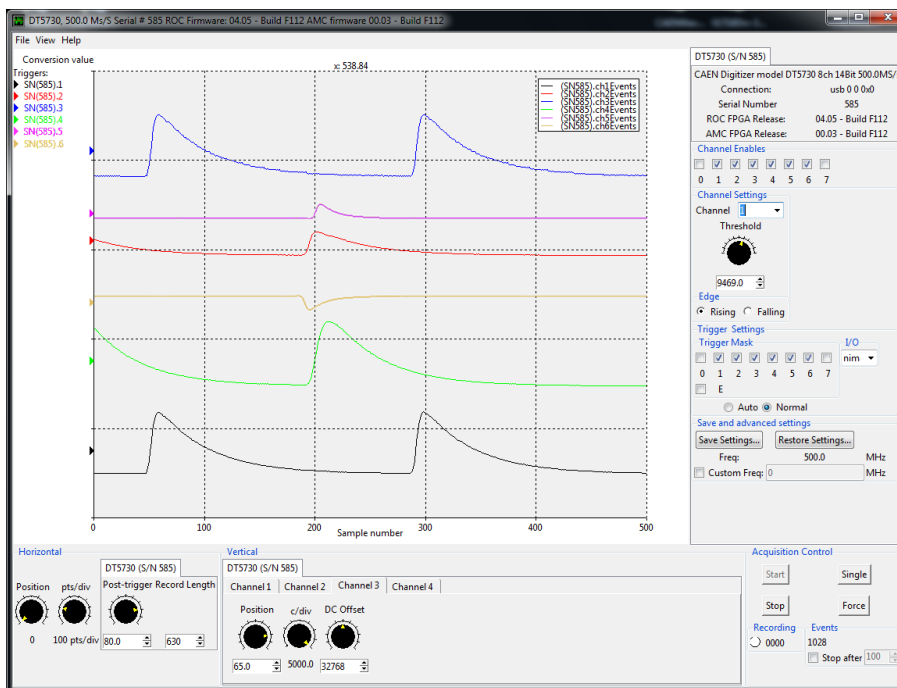 DT5730, 500.0 Ms/S Serial # 585 ROC Firmware: 04.05 - Build F112 AMC firmware 00.03 - Build F112
File View Help
Conversion value
x: 538.84
Triggers:
SN(585).1
SN(585).2
SN(585).3
SN(585).4
SN(585).5
SN(585).6
(SN585).ch1Events
(SN585).ch2Events
(SN585).ch3Events
(SN585).ch4Events
(SN585).ch5Events
(SN585).ch6Events
0 100 200 300 400 500
Sample number
DT5730 (S/N 585)
CAEN Digitizer model DT5730 8ch 14Bit 500.0MS/
Connection: usb 0 0 0x0
Serial Number 585
ROC FPGA Release: 04.05 - Build F112
AMC FPGA Release: 00.03 - Build F112
Channel Enables
0 1 2 3 4 5 6 7
Channel Settings
Channel
Threshold
9469.0
Edge
Rising Falling
Trigger Settings
Trigger Mask I/O
nim
0 1 2 3 4 5 6 7
E
Auto Normal
Save and advanced settings
Save Settings... Restore Settings...
Freq: 500.0 MHz
Custom Freq: 0 MHz
Horizontal
Position pts/div
0 100 pts/div
DT5730 (S/N 585)
Post-trigger Record Length
80.0 630
Vertical
DT5730 (S/N 585)
Channel 1 Channel 2 Channel 3 Channel 4
Position c/div DC Offset
65.0 5000.0 32768
Acquisition Control
Start Single
Stop Force
Recording Events
0000 1028
Stop after 100